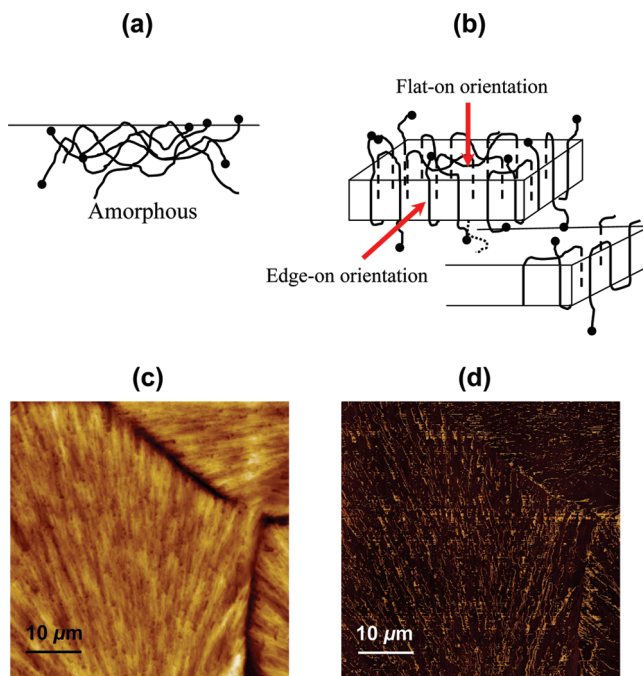 (a)
(b)
Flat-on orientation
Amorphous
Edge-on orientation
(c)
(d)
10 µm
10 µm